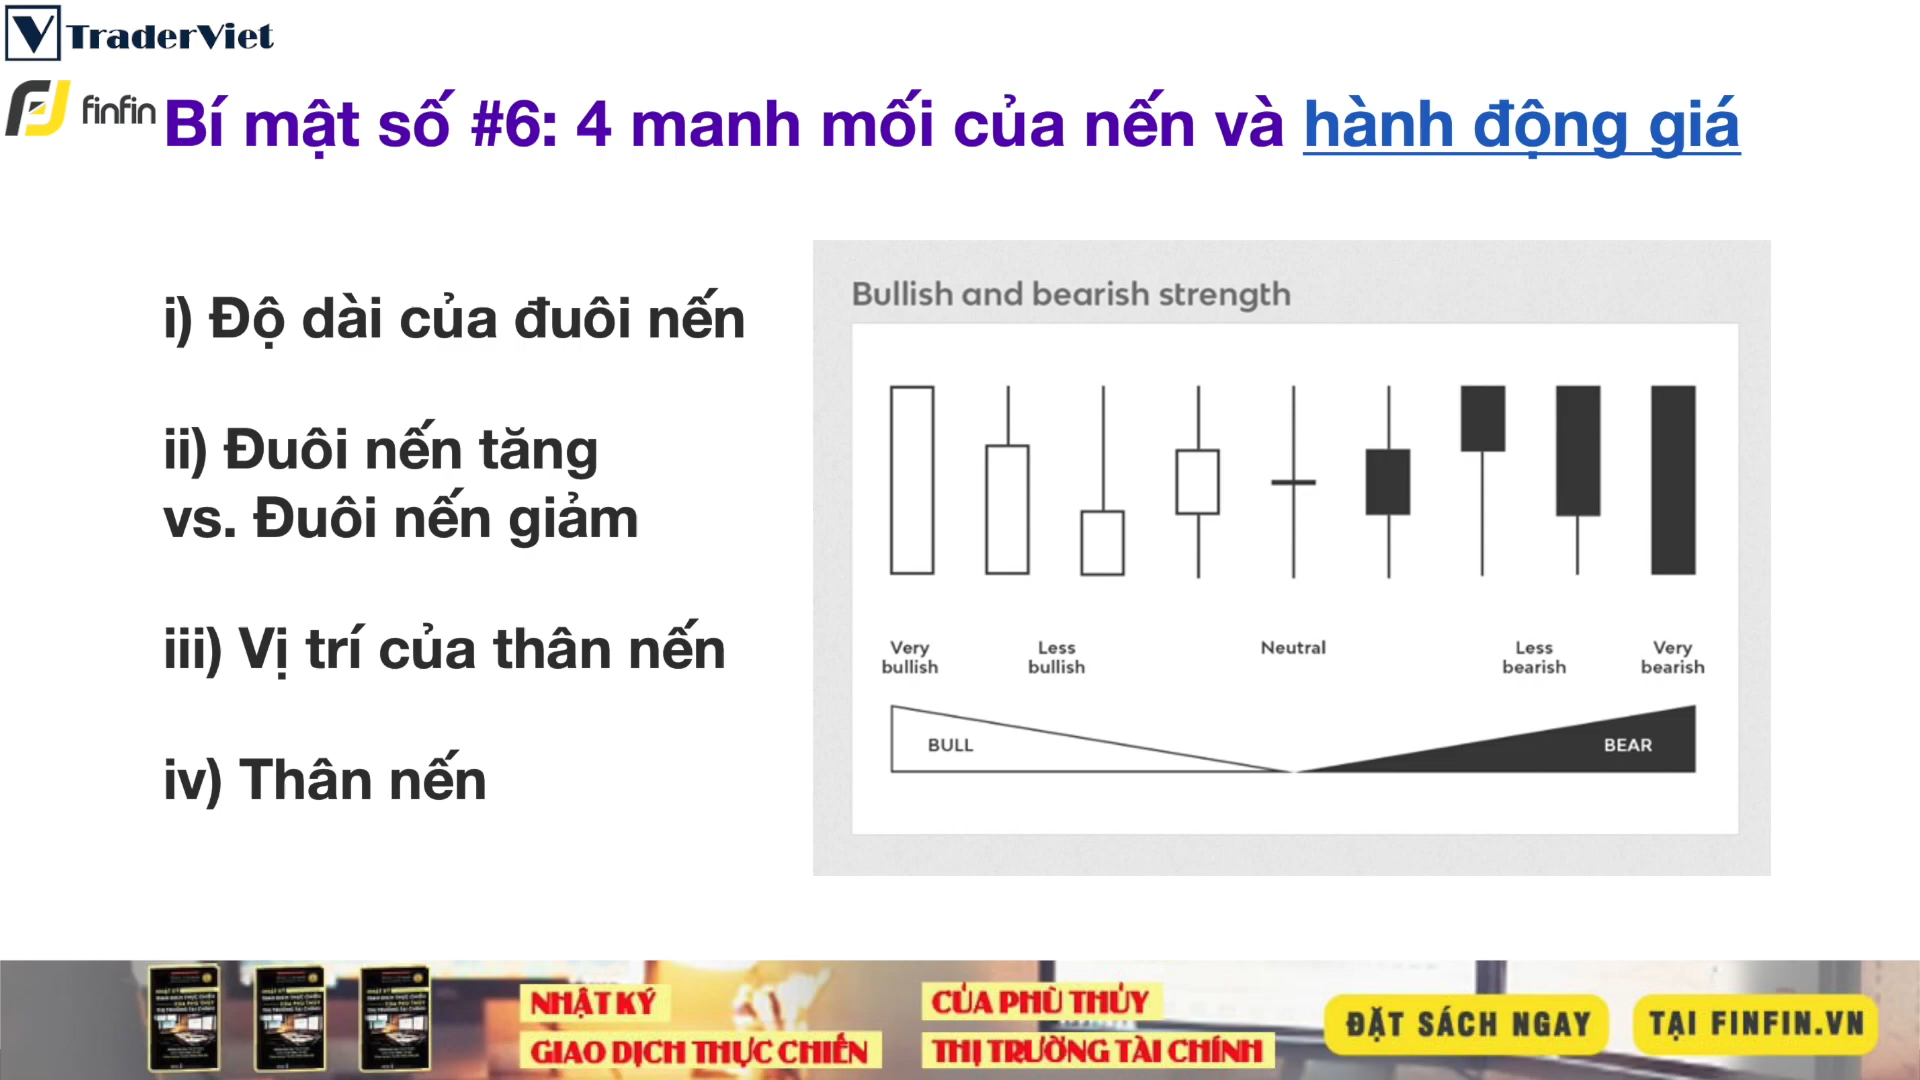 TraderViet
finfin
Bí mật số #6: 4 manh mối của nến và hành động giá
i) Độ dài của đuôi nến
ii) Đuôi nến tăng
vs. Đuôi nến giảm
iii) Vị trí của thân nến
iv) Thân nến
Bullish and bearish strength
Very bullish
Less bullish
Neutral
Less bearish
Very bearish
BULL
BEAR
NHẬT KÝ
GIAO DỊCH THỰC CHIẾN
CỦA PHÙ THỦY
THỊ TRƯỜNG TÀI CHÍNH
ĐẶT SÁCH NGAY
TẠI FINFIN.VN